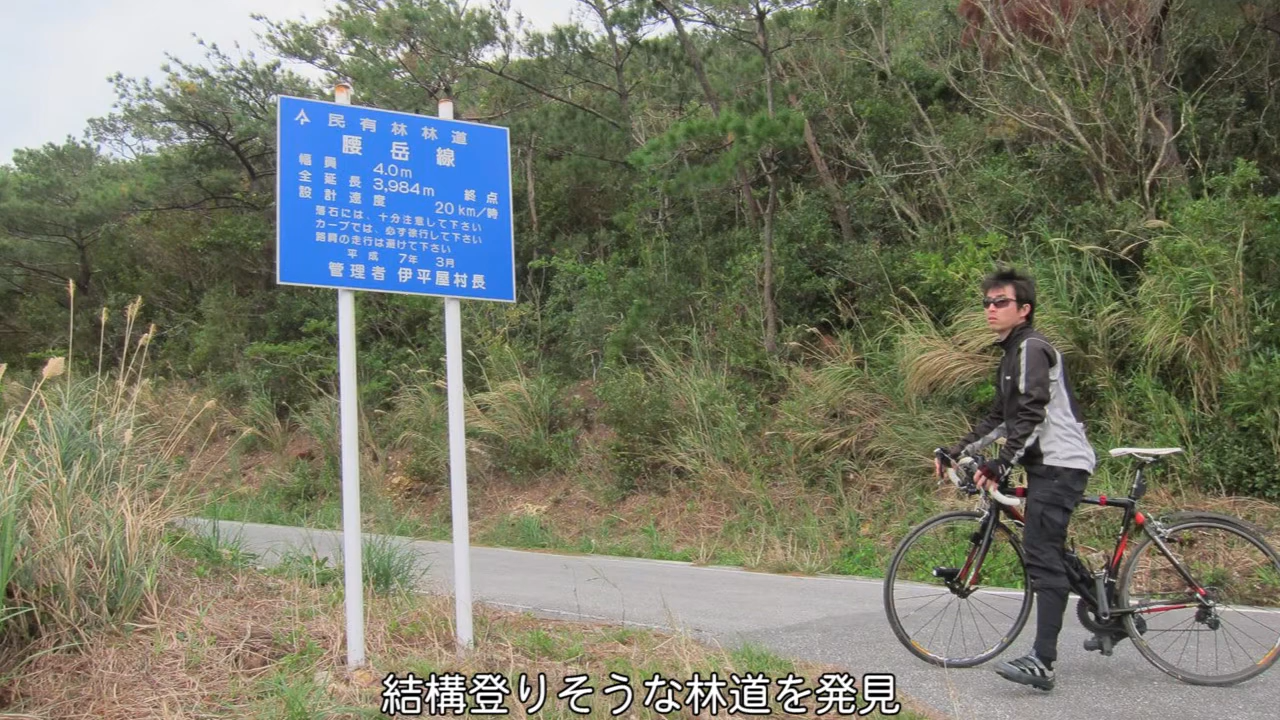 民有林林道
腰岳線
幅員 4.0m
全延長 3,984m 終点
設計速度 20km/時
落石には、十分注意して下さい
カーブでは、必ず徐行して下さい
路肩の走行は避けて下さい
平成 7年 3月
管理者 伊平屋村長
結構登りそうな林道を発見